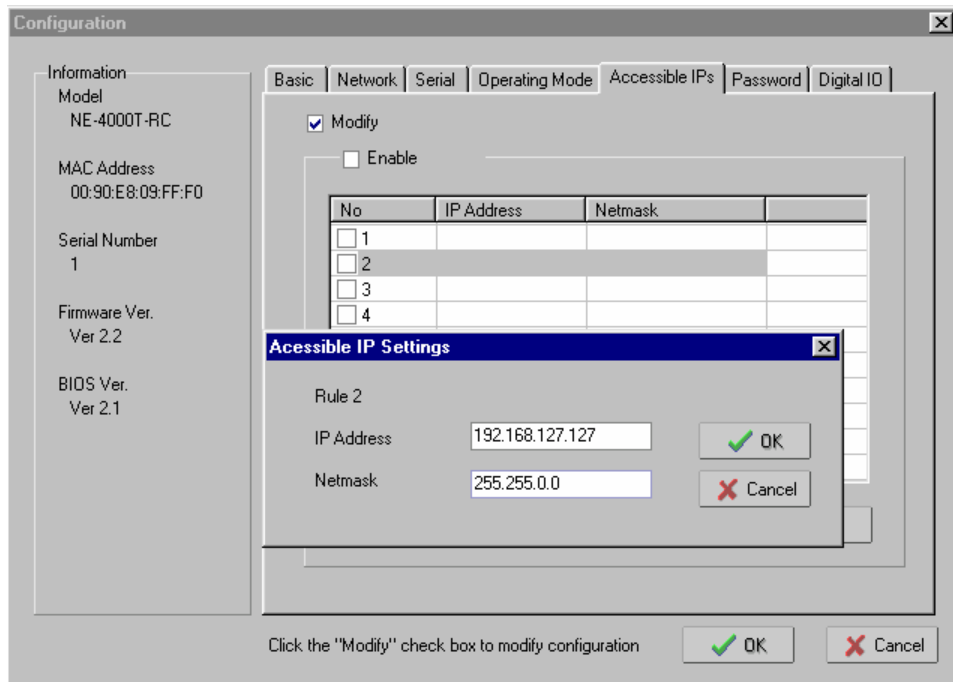 Configuration
Information
Model
NE-4000T-RC
MAC Address
00:90:E8:09:FF:F0
Serial Number
1
Firmware Ver.
Ver 2.2
BIOS Ver.
Ver 2.1
Basic Network Serial Operating Mode Accessible IPs Password Digital IO
Modify
Enable
No IP Address Netmask
1
2
3
4
Acessible IP Settings
Rule 2
IP Address 192.168.127.127 OK
Netmask 255.255.0.0 Cancel
Click the "Modify" check box to modify configuration OK Cancel